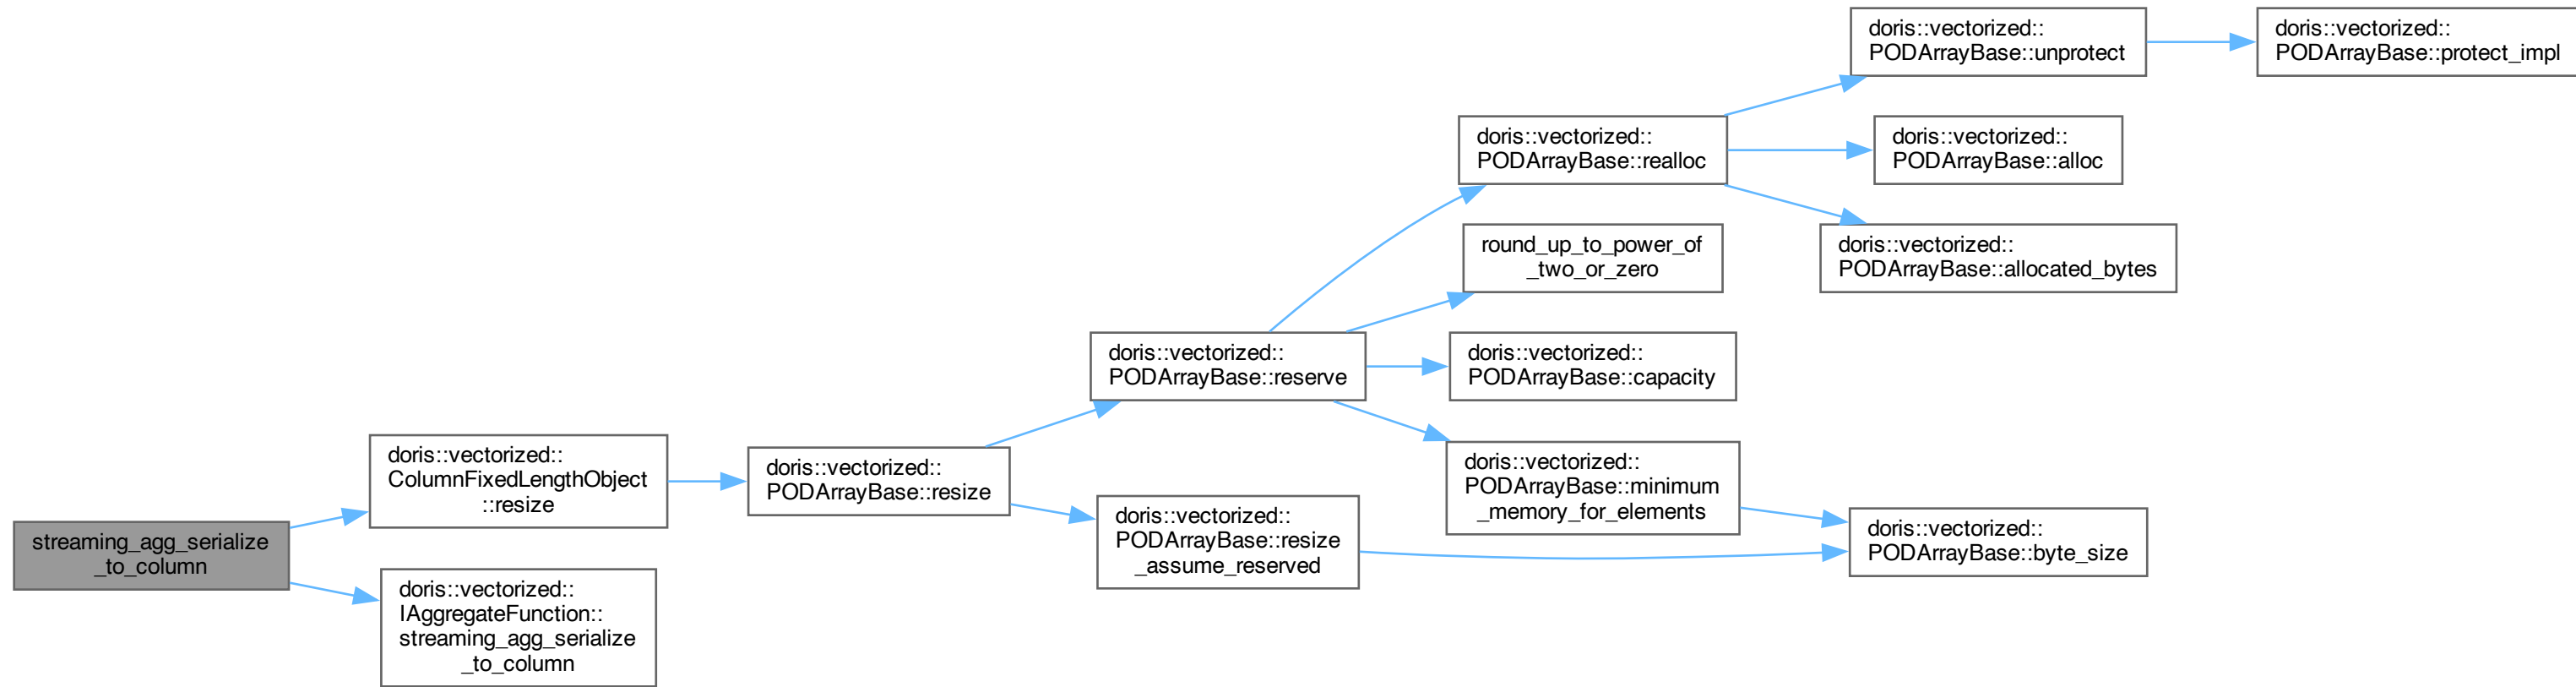 streaming_agg_serialize
_to_column
doris::vectorized::
ColumnFixedLengthObject
::resize
doris::vectorized::
IAggregateFunction::
streaming_agg_serialize
_to_column
doris::vectorized::
PODArrayBase::resize
doris::vectorized::
PODArrayBase::reserve
doris::vectorized::
PODArrayBase::resize
_assume_reserved
doris::vectorized::
PODArrayBase::realloc
round_up_to_power_of
_two_or_zero
doris::vectorized::
PODArrayBase::capacity
doris::vectorized::
PODArrayBase::minimum
_memory_for_elements
doris::vectorized::
PODArrayBase::unprotect
doris::vectorized::
PODArrayBase::alloc
doris::vectorized::
PODArrayBase::allocated_bytes
doris::vectorized::
PODArrayBase::byte_size
doris::vectorized::
PODArrayBase::protect_impl